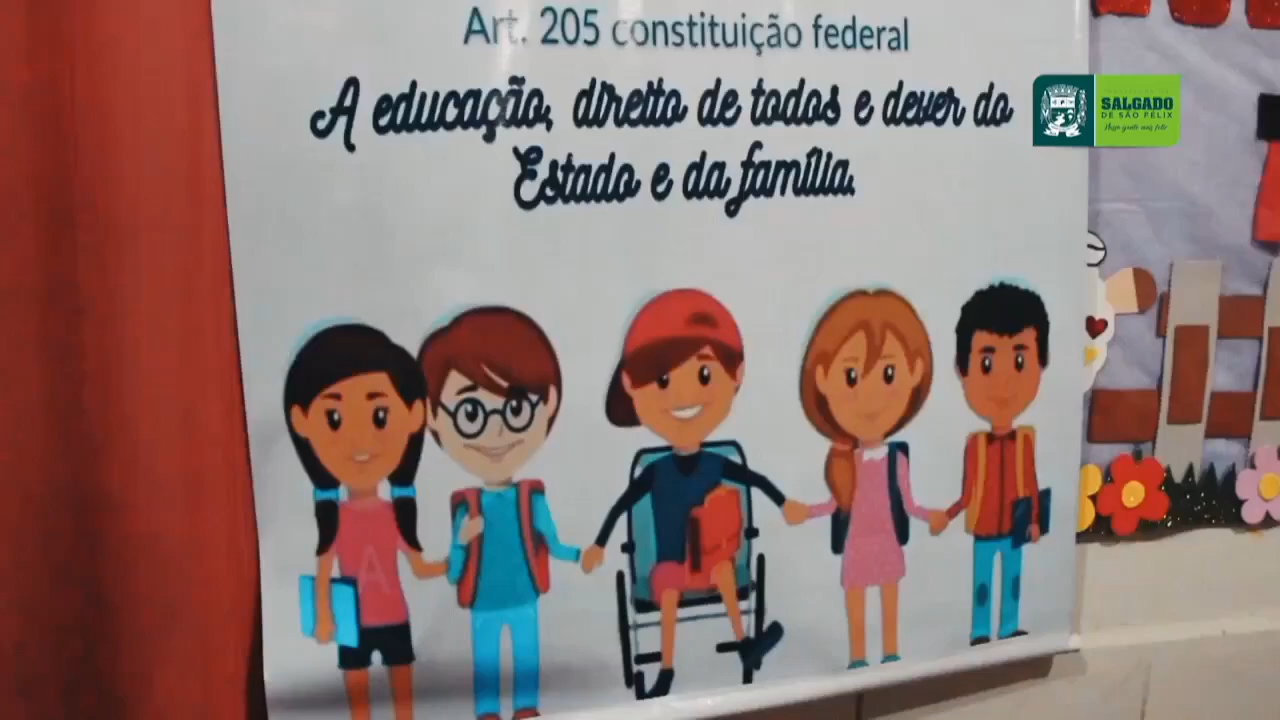 Art. 205 constituição federal
A educação, direito de todos e dever do
Estado e da família.
SALGADO
DE SÃO FÉLIX
A